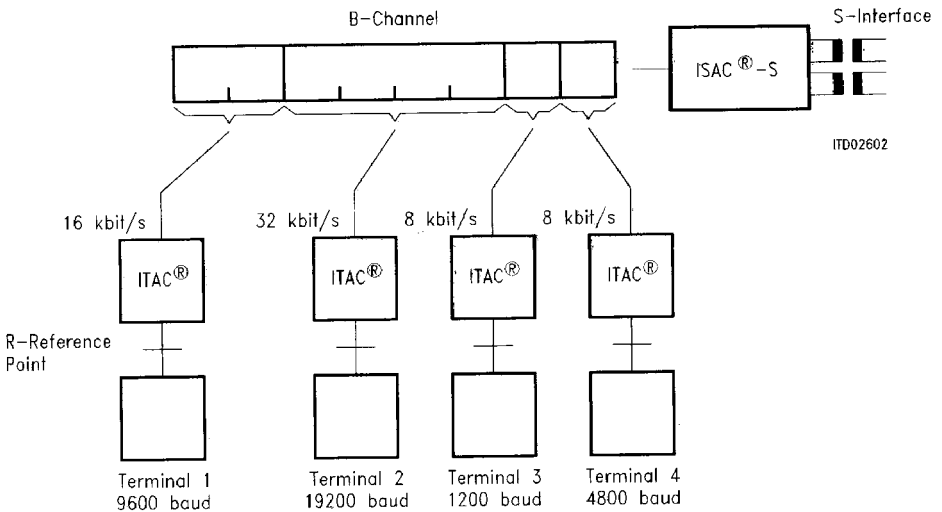 B-Channel
S-Interface
ISAC®-S
ITD02602
16 kbit/s
32 kbit/s
8 kbit/s
8 kbit/s
ITAC®
ITAC®
ITAC®
ITAC®
R-Reference
Point
Terminal 1
9600 baud
Terminal 2
19200 baud
Terminal 3
1200 baud
Terminal 4
4800 baud